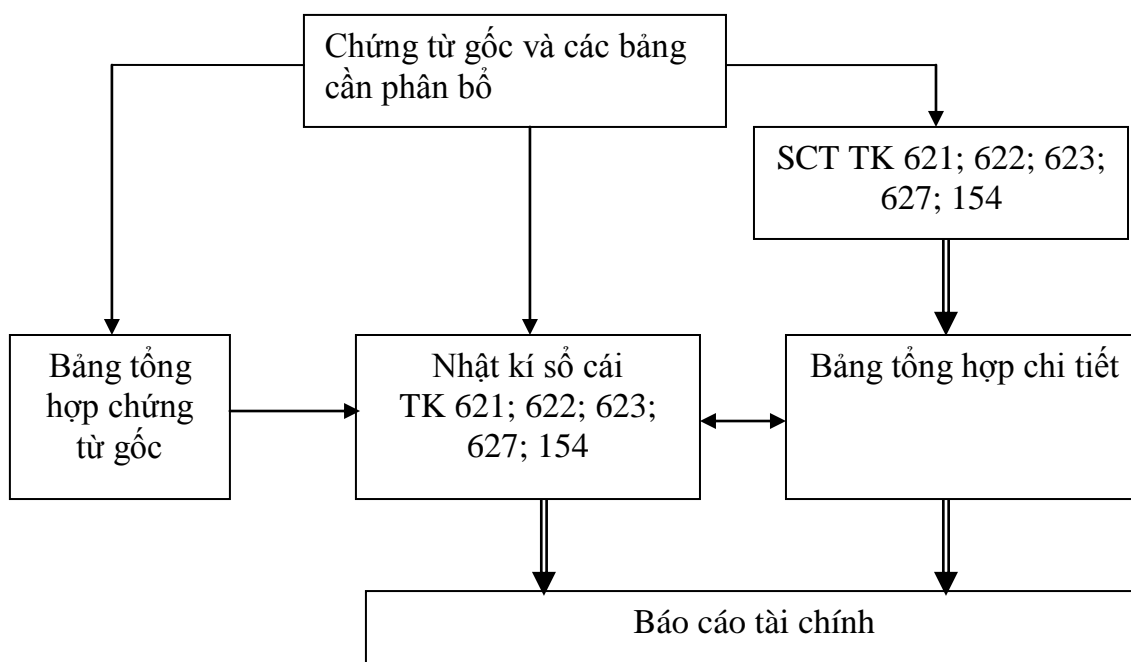 Chứng từ gốc và các bảng
cần phân bổ
SCT TK 621; 622; 623;
627; 154
Bảng tổng
hợp chứng
từ gốc
Nhật kí sổ cái
TK 621; 622; 623;
627; 154
Bảng tổng hợp chi tiết
Báo cáo tài chính